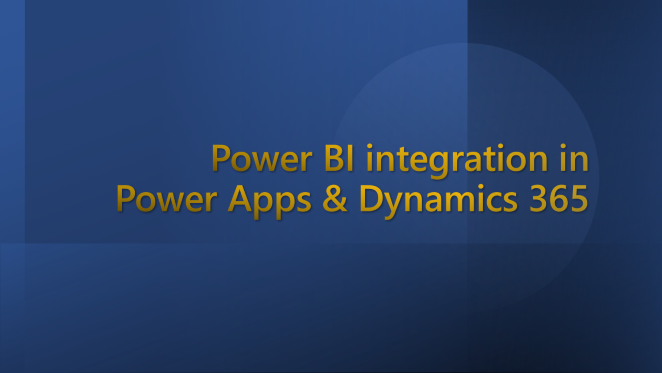 Power BI integration in
Power Apps & Dynamics 365